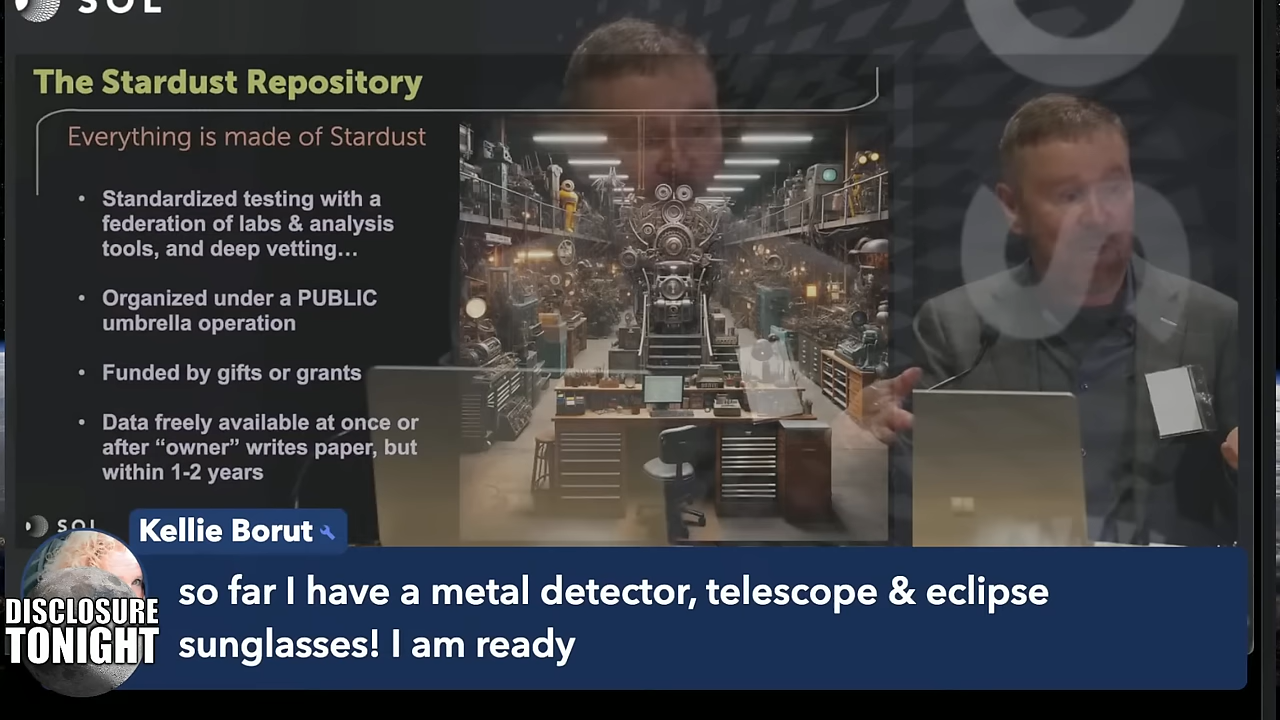 SOL
The Stardust Repository
Everything is made of Stardust
• Standardized testing with a
federation of labs & analysis
tools, and deep vetting...
• Organized under a PUBLIC
umbrella operation
• Funded by gifts or grants
• Data freely available at once or
after “owner” writes paper, but
within 1-2 years
SOL
Kellie Borut
so far I have a metal detector, telescope & eclipse
sunglasses! I am ready
DISCLOSURE
TONIGHT